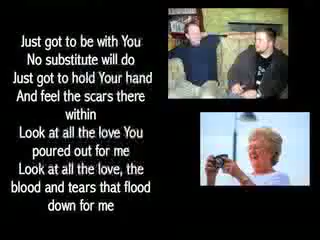 Just got to be with You
No substitute will do
Just got to hold Your hand
And feel the scars there
within
Look at all the love You
poured out for me
Look at all the love, the
blood and tears that flood
down for me